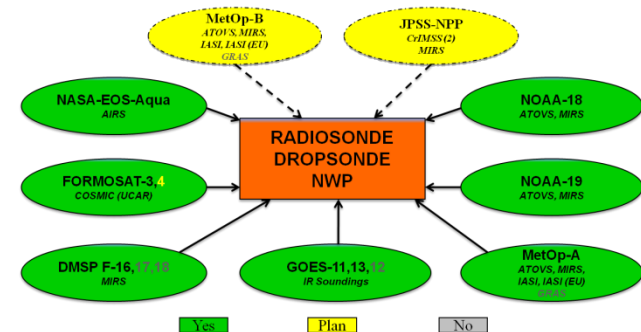 MetOp-B
ATOVS, MIRS,
IASI, IASI (EU)
GRAS
JPSS-NPP
CrIMSS (2)
MIRS
NASA-EOS-Aqua
AIRS
RADIOSONDE
DROPSONDE
NWP
NOAA-18
ATOVS, MIRS
FORMOSAT-3,4
COSMIC (UCAR)
NOAA-19
ATOVS, MIRS
DMSP F-16,17,18
MIRS
GOES-11,13,12
IR Soundings
MetOp-A
ATOVS, MIRS,
IASI, IASI (EU)
GRAS
Yes
Plan
No